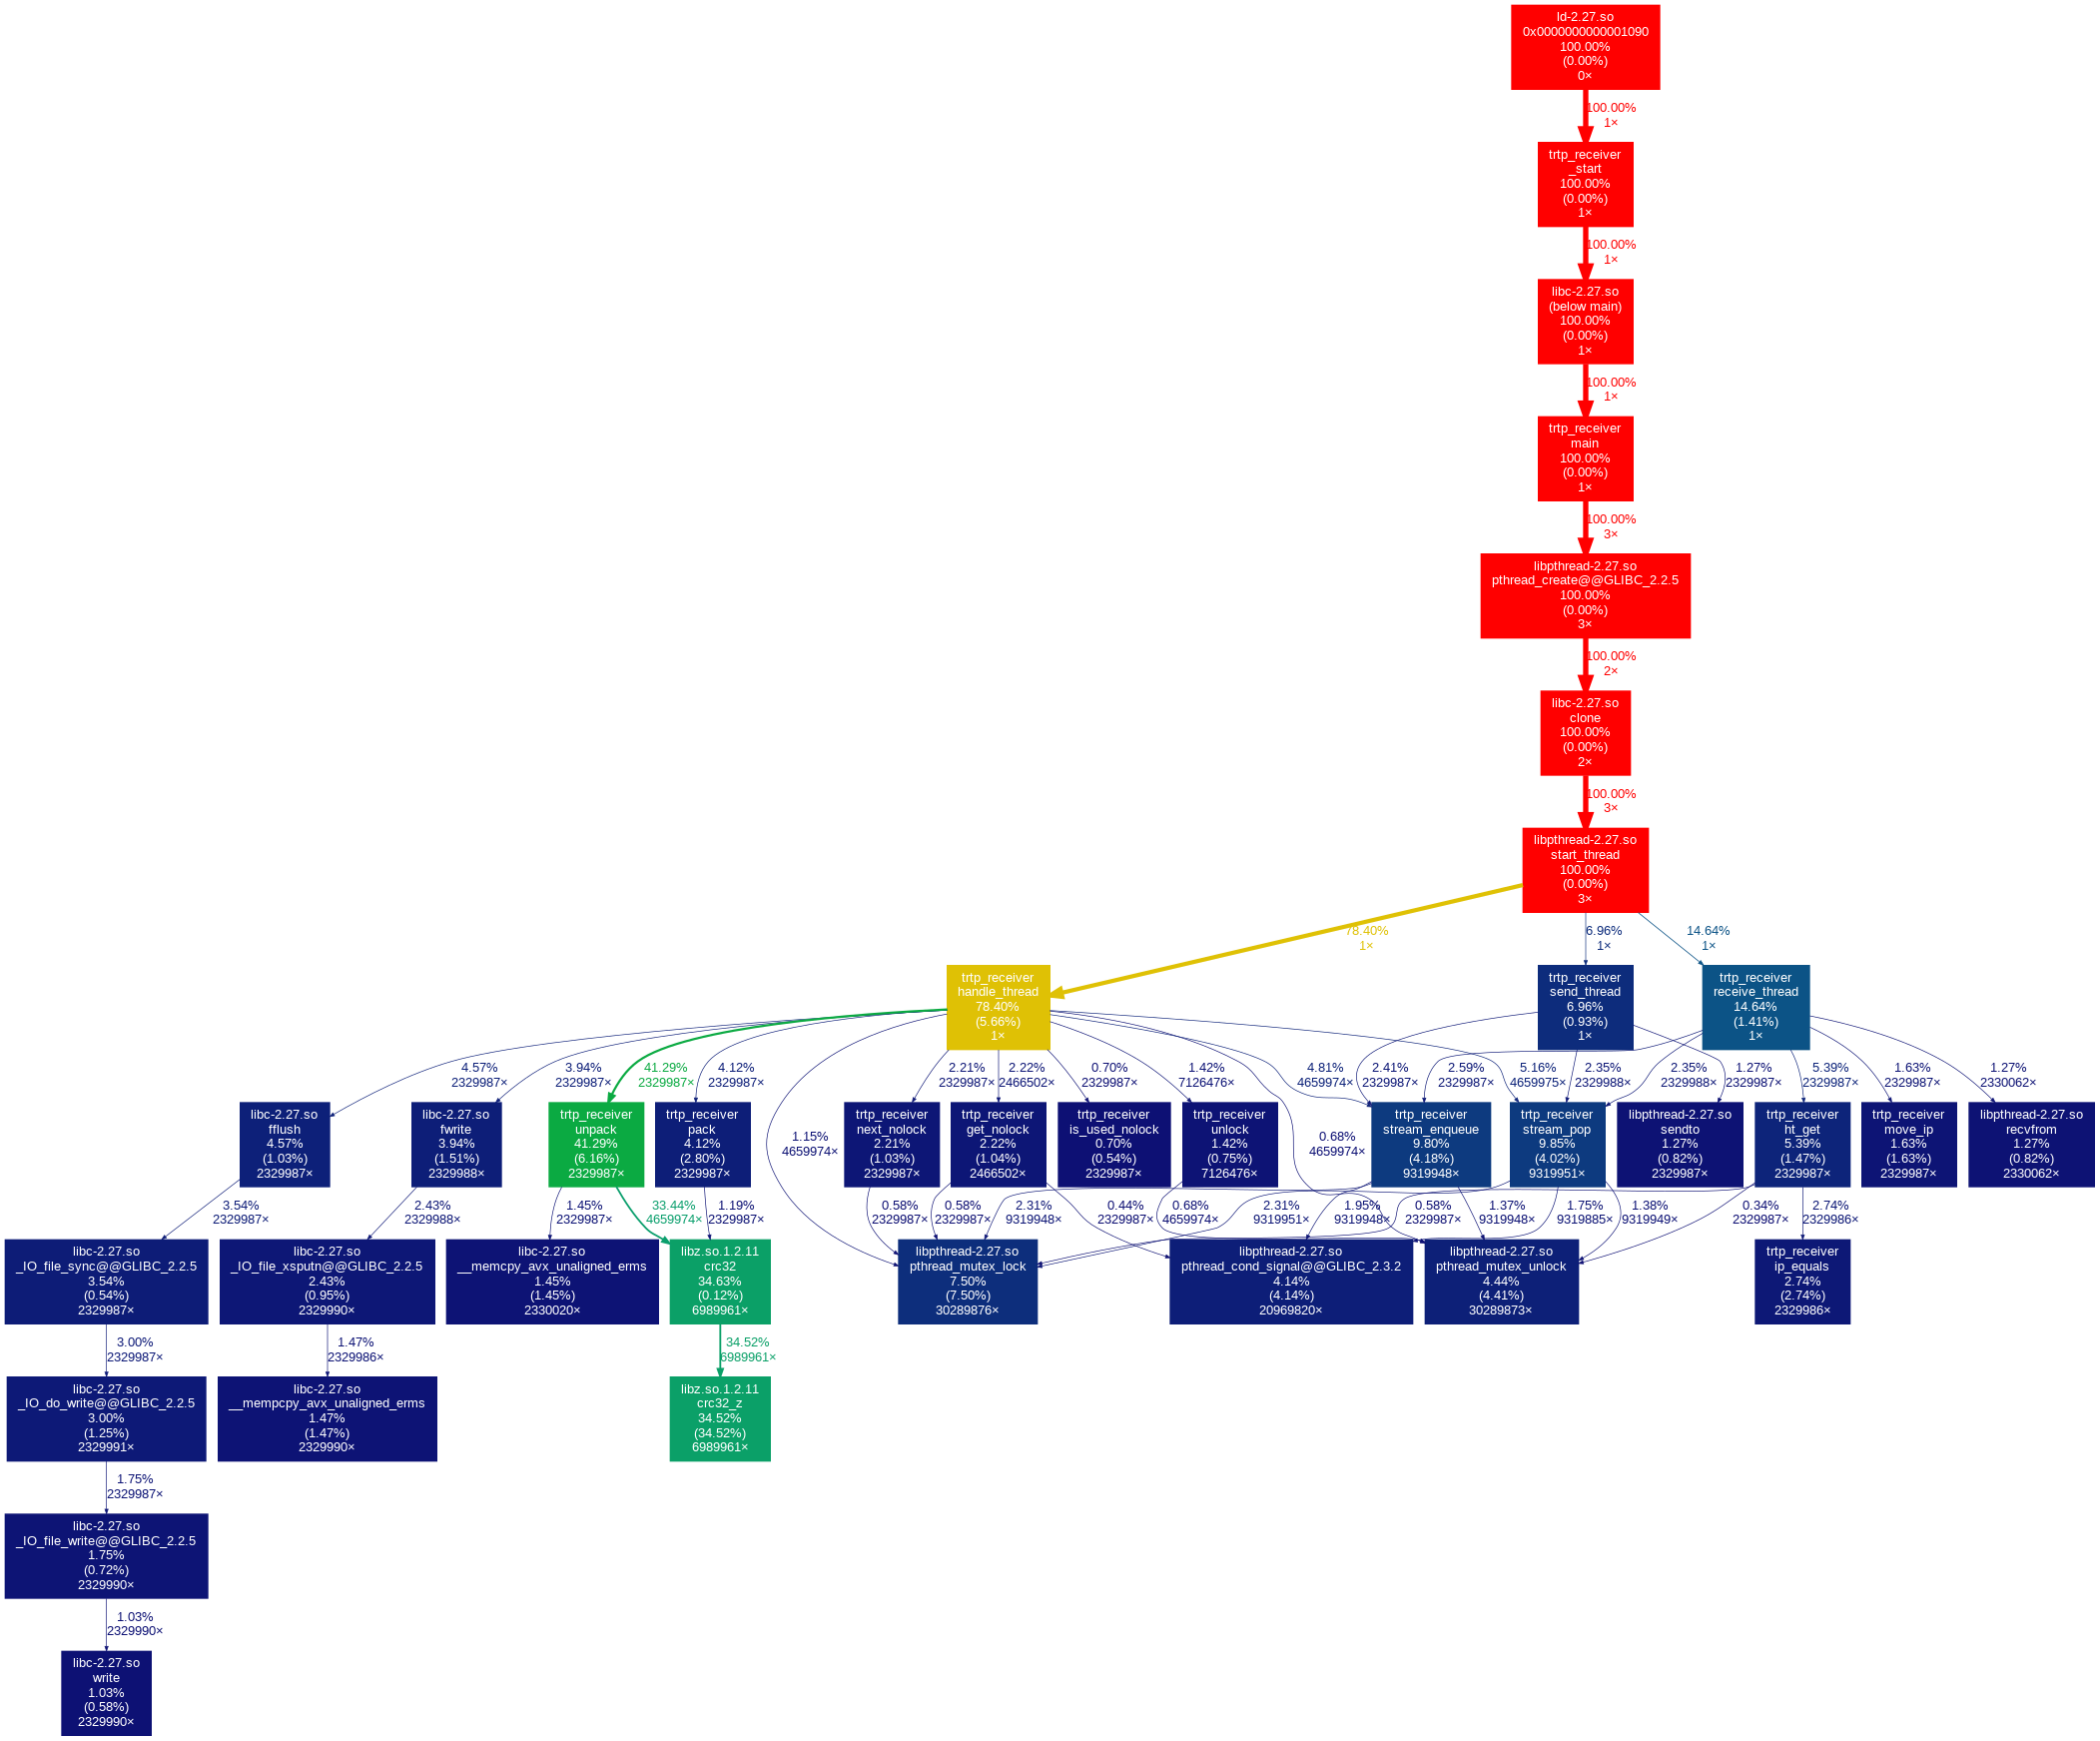 ld-2.27.so
0x0000000000001090
100.00%
(0.00%)
0×
100.00%
1×
trtp_receiver
_start
100.00%
(0.00%)
1×
100.00%
1×
libc-2.27.so
(below main)
100.00%
(0.00%)
1×
100.00%
1×
trtp_receiver
main
100.00%
(0.00%)
1×
100.00%
3×
libpthread-2.27.so
pthread_create@@GLIBC_2.2.5
100.00%
(0.00%)
3×
100.00%
2×
libc-2.27.so
clone
100.00%
(0.00%)
2×
100.00%
3×
libpthread-2.27.so
start_thread
100.00%
(0.00%)
3×
78.40%
1×
6.96%
1×
14.64%
1×
trtp_receiver
handle_thread
78.40%
(5.66%)
1×
trtp_receiver
send_thread
6.96%
(0.93%)
1×
trtp_receiver
receive_thread
14.64%
(1.41%)
1×
4.57%
2329987×
3.94%
2329987×
41.29%
2329987×
4.12%
2329987×
1.15%
4659974×
2.21%
2329987×
2.22%
2466502×
0.70%
2329987×
1.42%
7126476×
0.68%
4659974×
4.81%
4659974×
2.41%
2329987×
2.59%
2329987×
5.16%
4659975×
2.35%
2329988×
2.35%
2329988×
1.27%
2329987×
5.39%
2329987×
1.63%
2329987×
1.27%
2330062×
libc-2.27.so
fflush
4.57%
(1.03%)
2329987×
libc-2.27.so
fwrite
3.94%
(1.51%)
2329988×
trtp_receiver
unpack
41.29%
(6.16%)
2329987×
trtp_receiver
pack
4.12%
(2.80%)
2329987×
trtp_receiver
next_nolock
2.21%
(1.03%)
2329987×
trtp_receiver
get_nolock
2.22%
(1.04%)
2466502×
trtp_receiver
is_used_nolock
0.70%
(0.54%)
2329987×
trtp_receiver
unlock
1.42%
(0.75%)
7126476×
trtp_receiver
stream_enqueue
9.80%
(4.18%)
9319948×
trtp_receiver
stream_pop
9.85%
(4.02%)
9319951×
libpthread-2.27.so
sendto
1.27%
(0.82%)
2329987×
trtp_receiver
ht_get
5.39%
(1.47%)
2329987×
trtp_receiver
move_ip
1.63%
(1.63%)
2329987×
libpthread-2.27.so
recvfrom
1.27%
(0.82%)
2330062×
3.54%
2329987×
2.43%
2329988×
1.45%
2329987×
33.44%
4659974×
1.19%
2329987×
0.58%
2329987×
0.58%
2329987×
2.31%
9319948×
0.44%
2329987×
0.68%
4659974×
2.31%
9319951×
1.95%
9319948×
0.58%
2329987×
1.37%
9319948×
1.75%
9319885×
1.38%
9319949×
0.34%
2329987×
2.74%
2329986×
libc-2.27.so
_IO_file_sync@@GLIBC_2.2.5
3.54%
(0.54%)
2329987×
libc-2.27.so
_IO_file_xsputn@@GLIBC_2.2.5
2.43%
(0.95%)
2329990×
libc-2.27.so
__memcpy_avx_unaligned_erms
1.45%
(1.45%)
2330020×
libz.so.1.2.11
crc32
34.63%
(0.12%)
6989961×
libpthread-2.27.so
pthread_mutex_lock
7.50%
(7.50%)
30289876×
libpthread-2.27.so
pthread_cond_signal@@GLIBC_2.3.2
4.14%
(4.14%)
20969820×
libpthread-2.27.so
pthread_mutex_unlock
4.44%
(4.41%)
30289873×
trtp_receiver
ip_equals
2.74%
(2.74%)
2329986×
3.00%
2329987×
1.47%
2329986×
34.52%
6989961×
libc-2.27.so
_IO_do_write@@GLIBC_2.2.5
3.00%
(1.25%)
2329991×
libc-2.27.so
__mempcpy_avx_unaligned_erms
1.47%
(1.47%)
2329990×
libz.so.1.2.11
crc32_z
34.52%
(34.52%)
6989961×
1.75%
2329987×
libc-2.27.so
_IO_file_write@@GLIBC_2.2.5
1.75%
(0.72%)
2329990×
1.03%
2329990×
libc-2.27.so
write
1.03%
(0.58%)
2329990×